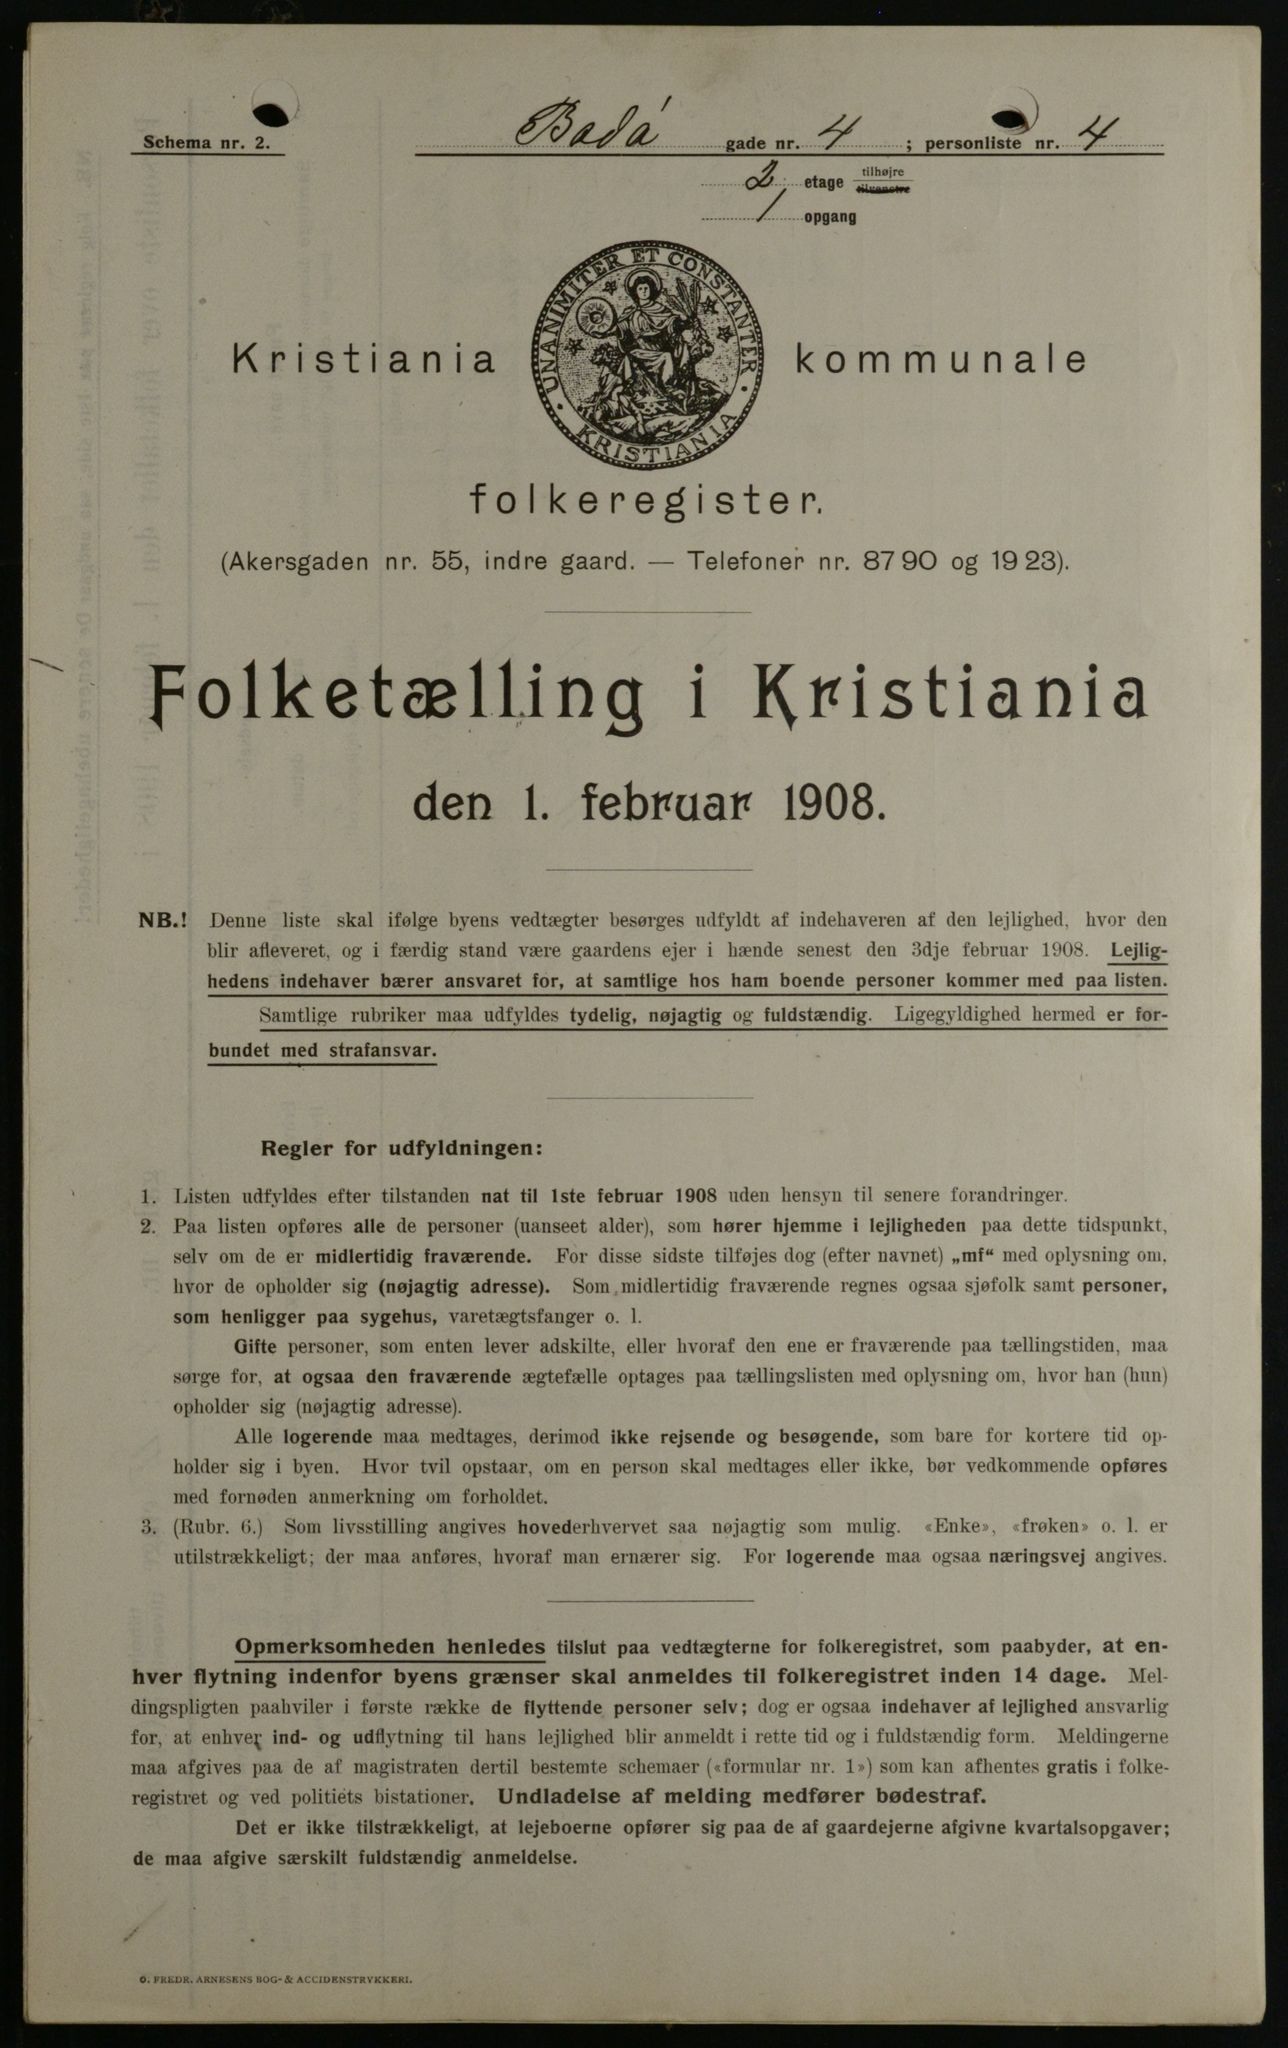 Schema nr. 2.
Bodø gade nr. 4 ; personliste nr. 4
2, etage tilhøjre tilvenstre
1 opgang
UNANIMITER ET CONSTANTER
KRISTIANIA
Kristiania kommunale
folkeregister.
(Akersgaden nr. 55, indre gaard. — Telefoner nr. 87 90 og 19 23).
Folketælling i Kristiania
den 1. februar 1908.
NB.! Denne liste skal ifølge byens vedtægter besørges udfyldt af indehaveren af den lejlighed, hvor den
blir afleveret, og i færdig stand være gaardens ejer i hænde senest den 3dje februar 1908. Lejlig-
hedens indehaver bærer ansvaret for, at samtlige hos ham boende personer kommer med paa listen.
Samtlige rubriker maa udfyldes tydelig, nøjagtig og fuldstændig. Ligegyldighed hermed er for-
bundet med strafansvar.
Regler for udfyldningen:
1. Listen udfyldes efter tilstanden nat til 1ste februar 1908 uden hensyn til senere forandringer.
2. Paa listen opføres alle de personer (uanseet alder), som hører hjemme i lejligheden paa dette tidspunkt,
selv om de er midlertidig fraværende. For disse sidste tilføjes dog (efter navnet) „mf“ med oplysning om,
hvor de opholder sig (nøjagtig adresse). Som midlertidig fraværende regnes ogsaa sjøfolk samt personer,
som henligger paa sygehus, varetægtsfanger o. l.
Gifte personer, som enten lever adskilte, eller hvoraf den ene er fraværende paa tællingstiden, maa
sørge for, at ogsaa den fraværende ægtefælle optages paa tællingslisten med oplysning om, hvor han (hun)
opholder sig (nøjagtig adresse).
Alle logerende maa medtages, derimod ikke rejsende og besøgende, som bare for kortere tid op-
holder sig i byen. Hvor tvil opstaar, om en person skal medtages eller ikke, bør vedkommende opføres
med fornøden anmerkning om forholdet.
3. (Rubr. 6.) Som livsstilling angives hovederhvervet saa nøjagtig som mulig. «Enke», «frøken» o. l. er
utilstrækkeligt; der maa anføres, hvoraf man ernærer sig. For logerende maa ogsaa næringsvej angives.
Opmerksomheden henledes tilslut paa vedtægterne for folkeregistret, som paabyder, at en-
hver flytning indenfor byens grænser skal anmeldes til folkeregistret inden 14 dage. Mel-
dingspligten paahviler i første række de flyttende personer selv; dog er ogsaa indehaver af lejlighed ansvarlig
for, at enhver ind- og udflytning til hans lejlighed blir anmeldt i rette tid og i fuldstændig form. Meldingerne
maa afgives paa de af magistraten dertil bestemte schemaer («formular nr. 1») som kan afhentes gratis i folke-
registret og ved politiets bistationer. Undladelse af melding medfører bødestraf.
Det er ikke tilstrækkeligt, at lejeboerne opfører sig paa de af gaardejerne afgivne kvartalsopgaver;
de maa afgive særskilt fuldstændig anmeldelse.
O. FREDR. ARNESENS BOG- & ACCIDENSTRYKKERI.